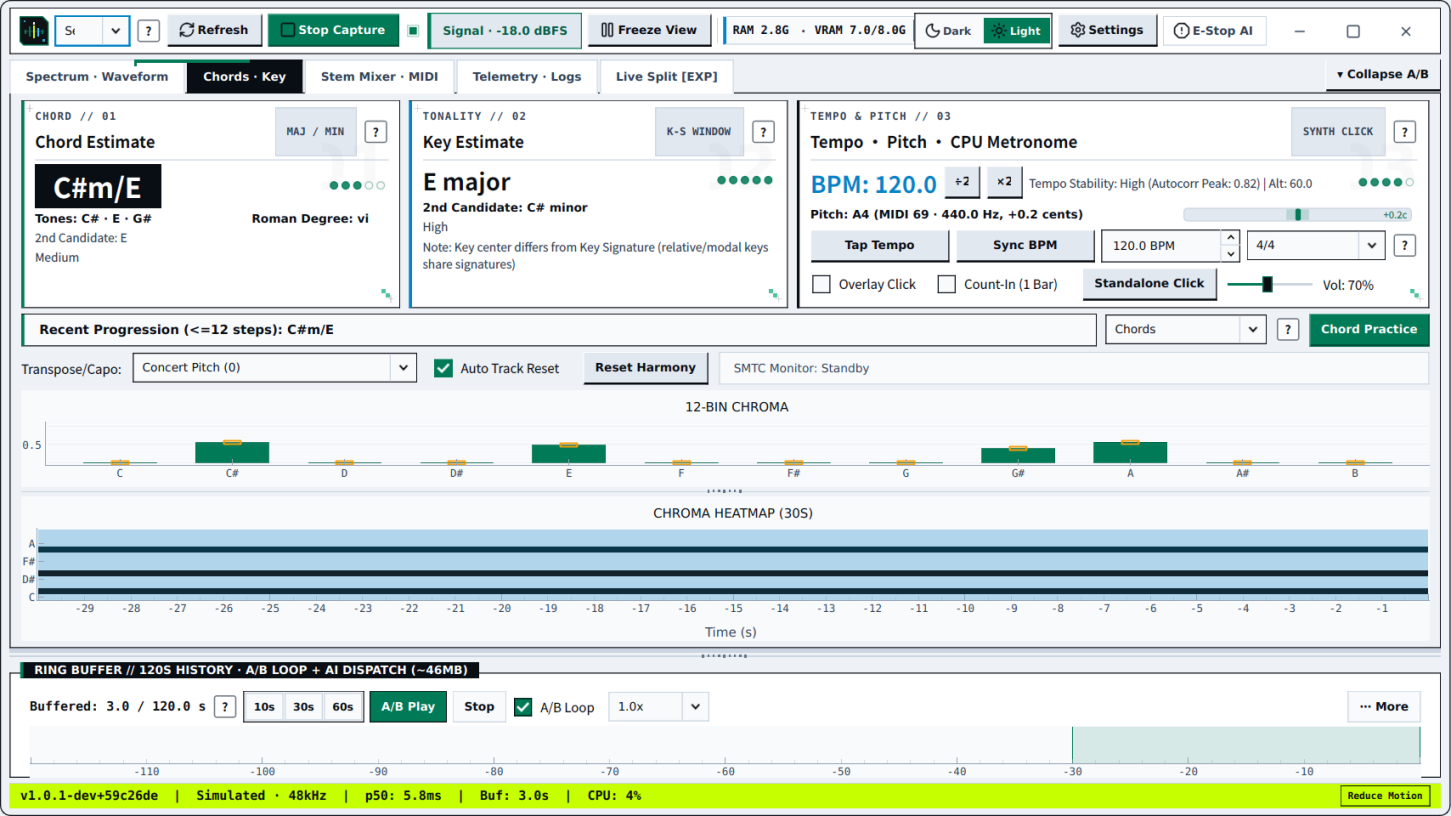 Se
?
Refresh
Stop Capture
Signal · -18.0 dBFS
Freeze View
RAM 2.8G · VRAM 7.0/8.0G
Dark
Light
Settings
E-Stop AI
Spectrum · Waveform
Chords · Key
Stem Mixer · MIDI
Telemetry · Logs
Live Split [EXP]
▾ Collapse A/B
CHORD // 01
Chord Estimate
MAJ / MIN
?
C#m/E
Tones: C# · E · G#
Roman Degree: vi
2nd Candidate: E
Medium
TONALITY // 02
Key Estimate
K-S WINDOW
?
E major
2nd Candidate: C# minor
High
Note: Key center differs from Key Signature (relative/modal keys
share signatures)
TEMPO & PITCH // 03
Tempo • Pitch • CPU Metronome
SYNTH CLICK
?
BPM: 120.0
÷2
×2
Tempo Stability: High (Autocorr Peak: 0.82) | Alt: 60.0
Pitch: A4 (MIDI 69 · 440.0 Hz, +0.2 cents)
+0.2c
Tap Tempo
Sync BPM
120.0 BPM
4/4
?
Overlay Click
Count-In (1 Bar)
Standalone Click
Vol: 70%
Recent Progression (<=12 steps): C#m/E
Chords
?
Chord Practice
Transpose/Capo:
Concert Pitch (0)
Auto Track Reset
Reset Harmony
SMTC Monitor: Standby
12-BIN CHROMA
0.5
C C# D D# E F F# G G# A A# B
CHROMA HEATMAP (30S)
A
F#
D#
C
-29 -28 -27 -26 -25 -24 -23 -22 -21 -20 -19 -18 -17 -16 -15 -14 -13 -12 -11 -10 -9 -8 -7 -6 -5 -4 -3 -2 -1
Time (s)
RING BUFFER // 120S HISTORY · A/B LOOP + AI DISPATCH (~46MB)
Buffered: 3.0 / 120.0 s
?
10s
30s
60s
A/B Play
Stop
A/B Loop
1.0x
··· More
-110 -100 -90 -80 -70 -60 -50 -40 -30 -20 -10
v1.0.1-dev+59c26de | Simulated · 48kHz | p50: 5.8ms | Buf: 3.0s | CPU: 4%
Reduce Motion